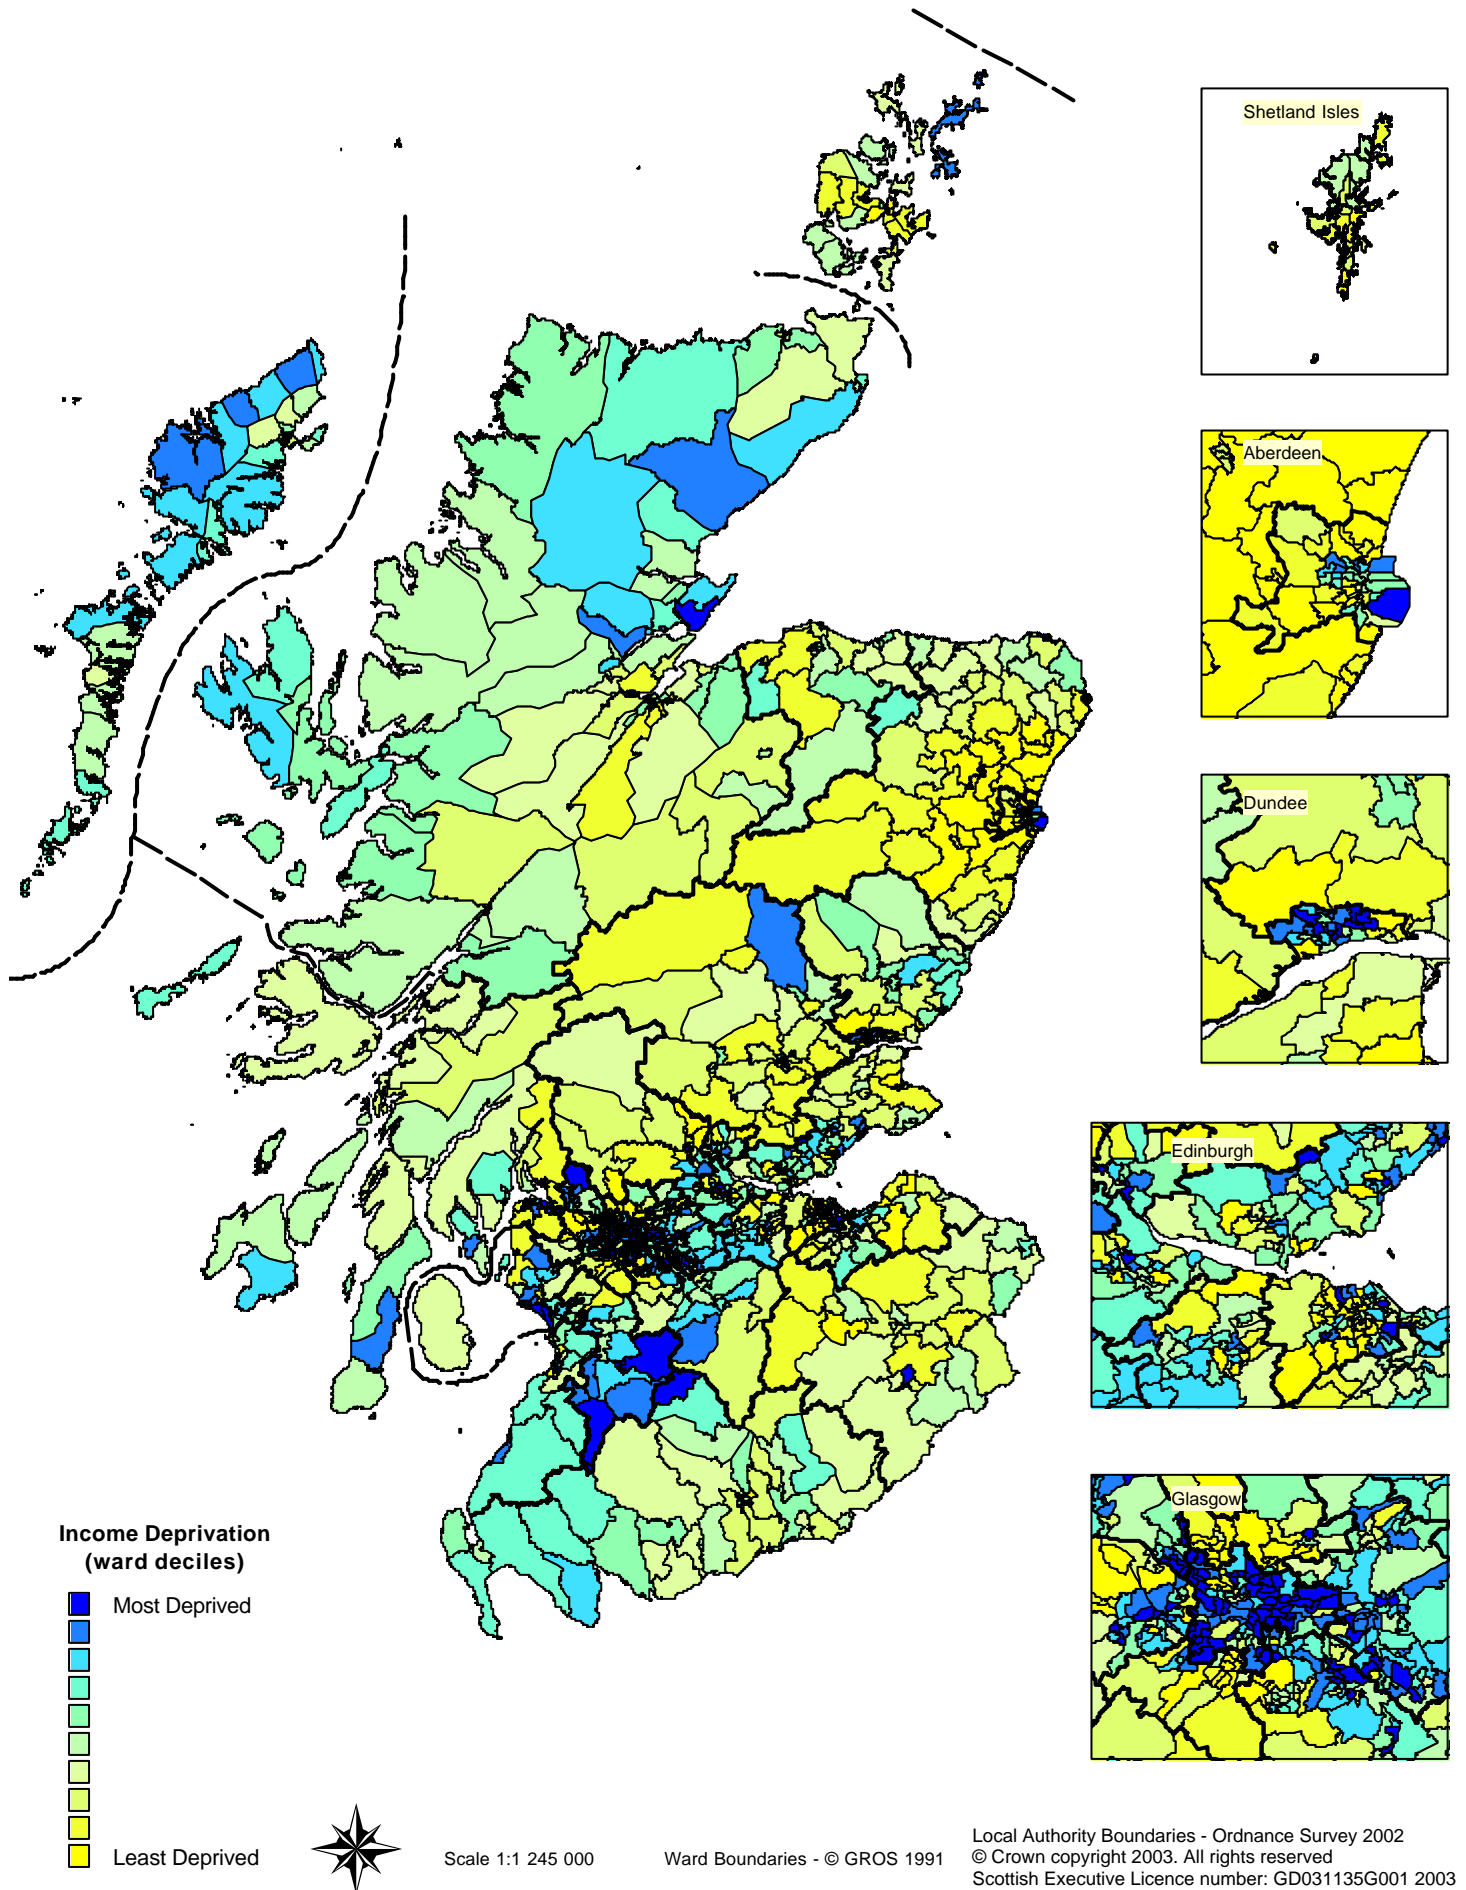 Shetland Isles
Aberdeen
Dundee
Edinburgh
Glasgow
Income Deprivation
(ward deciles)
Most Deprived
Least Deprived
Scale 1:1 245 000
Ward Boundaries - © GROS 1991
Local Authority Boundaries - Ordnance Survey 2002
© Crown copyright 2003. All rights reserved
Scottish Executive Licence number: GD031135G001 2003